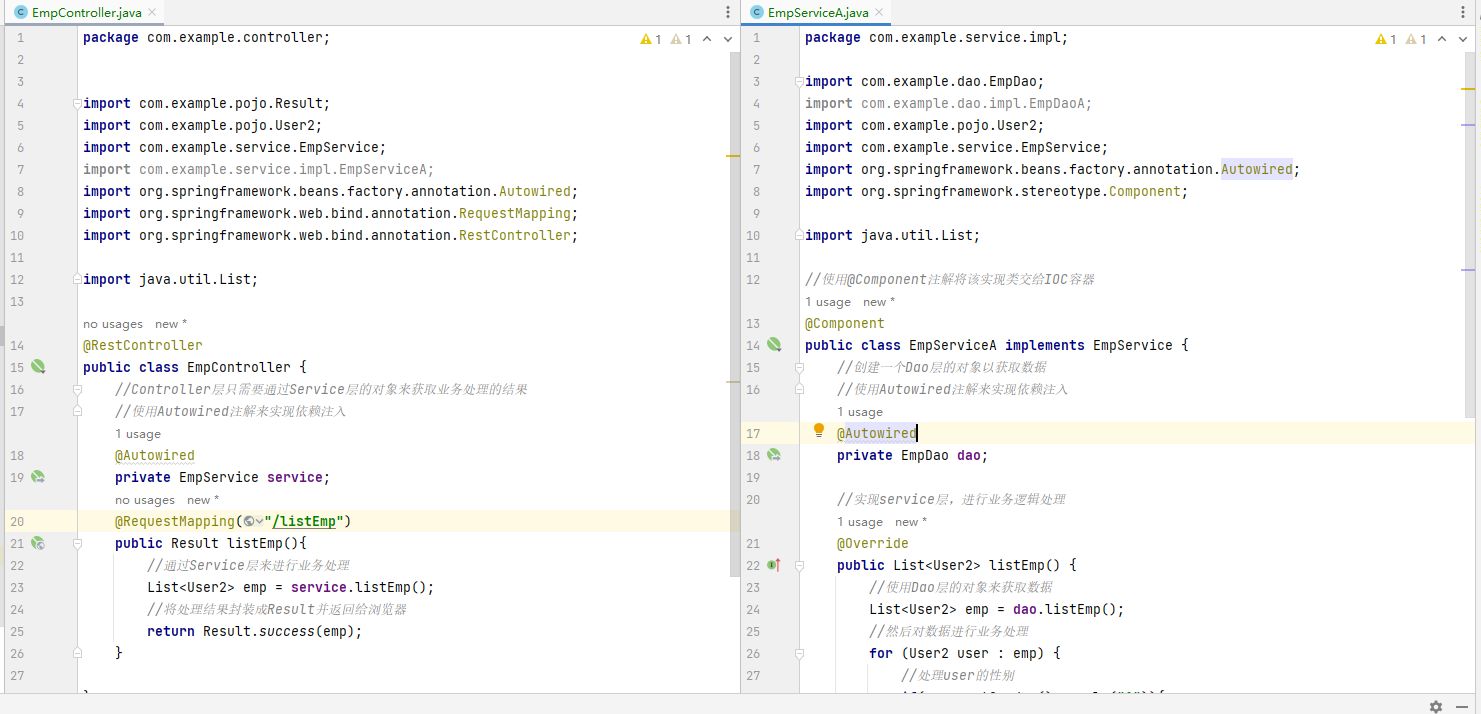 EmpController.java
1 package com.example.controller;
2
3
4 import com.example.pojo.Result;
5 import com.example.pojo.User2;
6 import com.example.service.EmpService;
7 import com.example.service.impl.EmpServiceA;
8 import org.springframework.beans.factory.annotation.Autowired;
9 import org.springframework.web.bind.annotation.RequestMapping;
10 import org.springframework.web.bind.annotation.RestController;
11
12 import java.util.List;
13
no usages new *
14 @RestController
15 public class EmpController {
16 //Controller层只需要通过Service层的对象来获取业务处理的结果
17 //使用Autowired注解来实现依赖注入
1 usage
18 @Autowired
19 private EmpService service;
no usages new *
20 @RequestMapping("/listEmp")
21 public Result listEmp(){
22 //通过Service层来进行业务处理
23 List<User2> emp = service.listEmp();
24 //将处理结果封装成Result并返回给浏览器
25 return Result.success(emp);
26 }
27
1 1
EmpServiceA.java
1 package com.example.service.impl;
2
3 import com.example.dao.EmpDao;
4 import com.example.dao.impl.EmpDaoA;
5 import com.example.pojo.User2;
6 import com.example.service.EmpService;
7 import org.springframework.beans.factory.annotation.Autowired;
8 import org.springframework.stereotype.Component;
9
10 import java.util.List;
11
12 //使用@Component注解将该实现类交给IOC容器
1 usage new *
13 @Component
14 public class EmpServiceA implements EmpService {
15 //创建一个Dao层的对象以获取数据
16 //使用Autowired注解来实现依赖注入
1 usage
17 @Autowired
18 private EmpDao dao;
19
20 //实现service层，进行业务逻辑处理
1 usage new *
21 @Override
22 public List<User2> listEmp() {
23 //使用Dao层的对象来获取数据
24 List<User2> emp = dao.listEmp();
25 //然后对数据进行业务处理
26 for (User2 user : emp) {
27 //处理user的性别
1 1